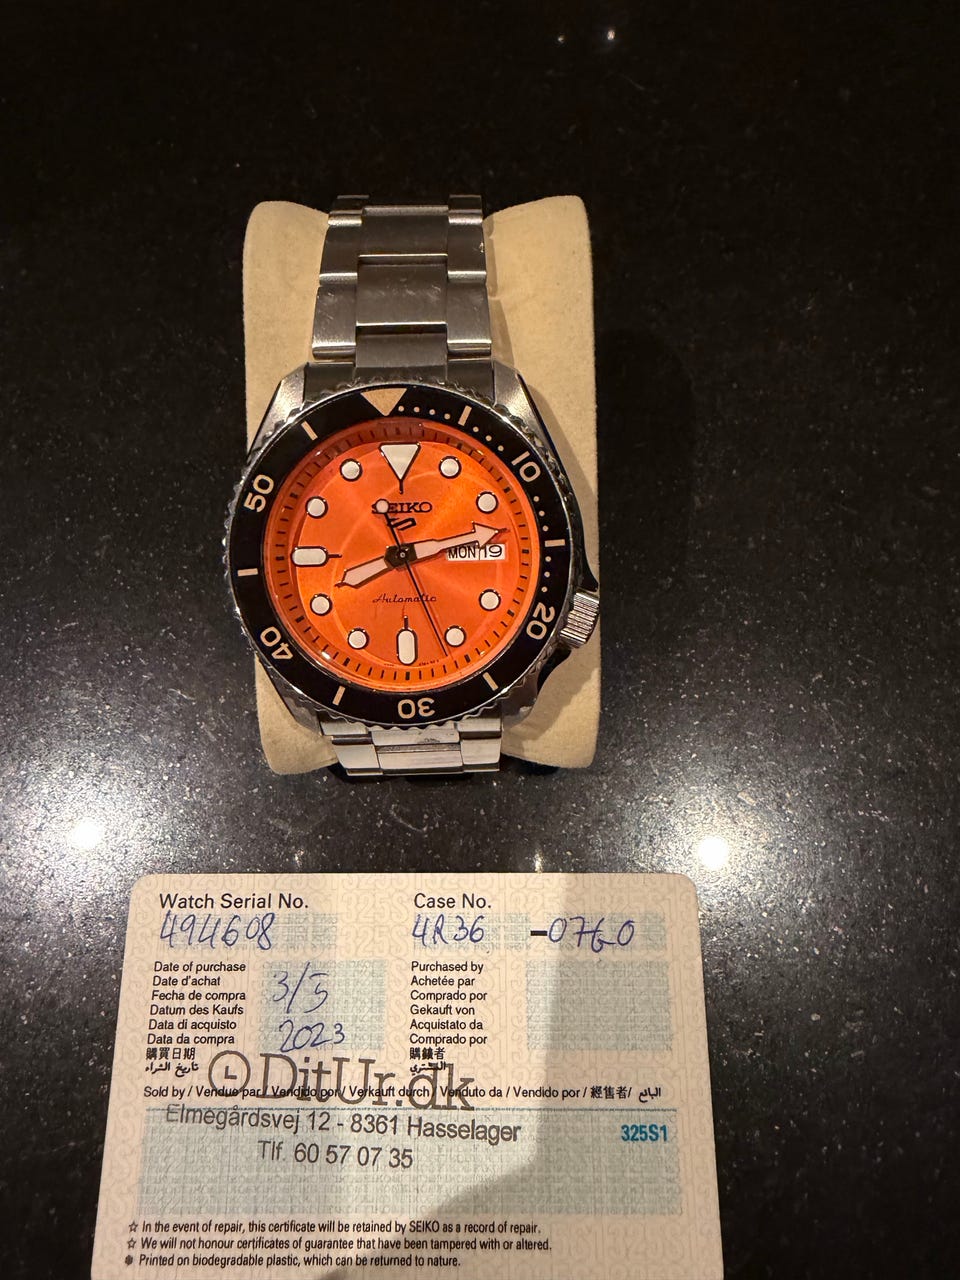 10
20
30
40
50
SEIKO
MON 19
Automatic
Watch Serial No.
494608
Case No.
4R36 -0760
Date of purchase
Date d'achat
Fecha de compra
Datum des Kaufs
Data di acquisto
Data da compra
購買日期
تاريخ الشراء
3/5
2023
Purchased by
Achetée par
Comprado por
Gekauft von
Acquistato da
Comprado por
購錶者
المشتري
DitUr.dk
Sold by / Vendue par / Vendido por / Verkauft durch / Venduto da / Vendido por / 經售者/ البائع
Elmegårdsvej 12 - 8361 Hasselager
Tlf. 60 57 07 35
325S1
☆ In the event of repair, this certificate will be retained by SEIKO as a record of repair.
☆ We will not honour certificates of guarantee that have been tampered with or altered.
Printed on biodegradable plastic, which can be returned to nature.